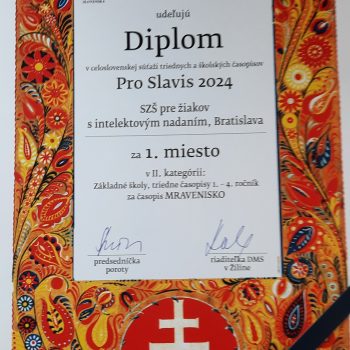 udeľujú
Diplom
v celoslovenskej súťaži triednych a školských časopisov
Pro Slavis 2024
SZŠ pre žiakov
s intelektovým nadaním, Bratislava
za 1. miesto
v II. kategórii:
Základné školy, triedne časopisy 1. - 4. ročník
za časopis MRAVENISKO
predsedníčka
poroty
riaditeľka DMS
v Žiline